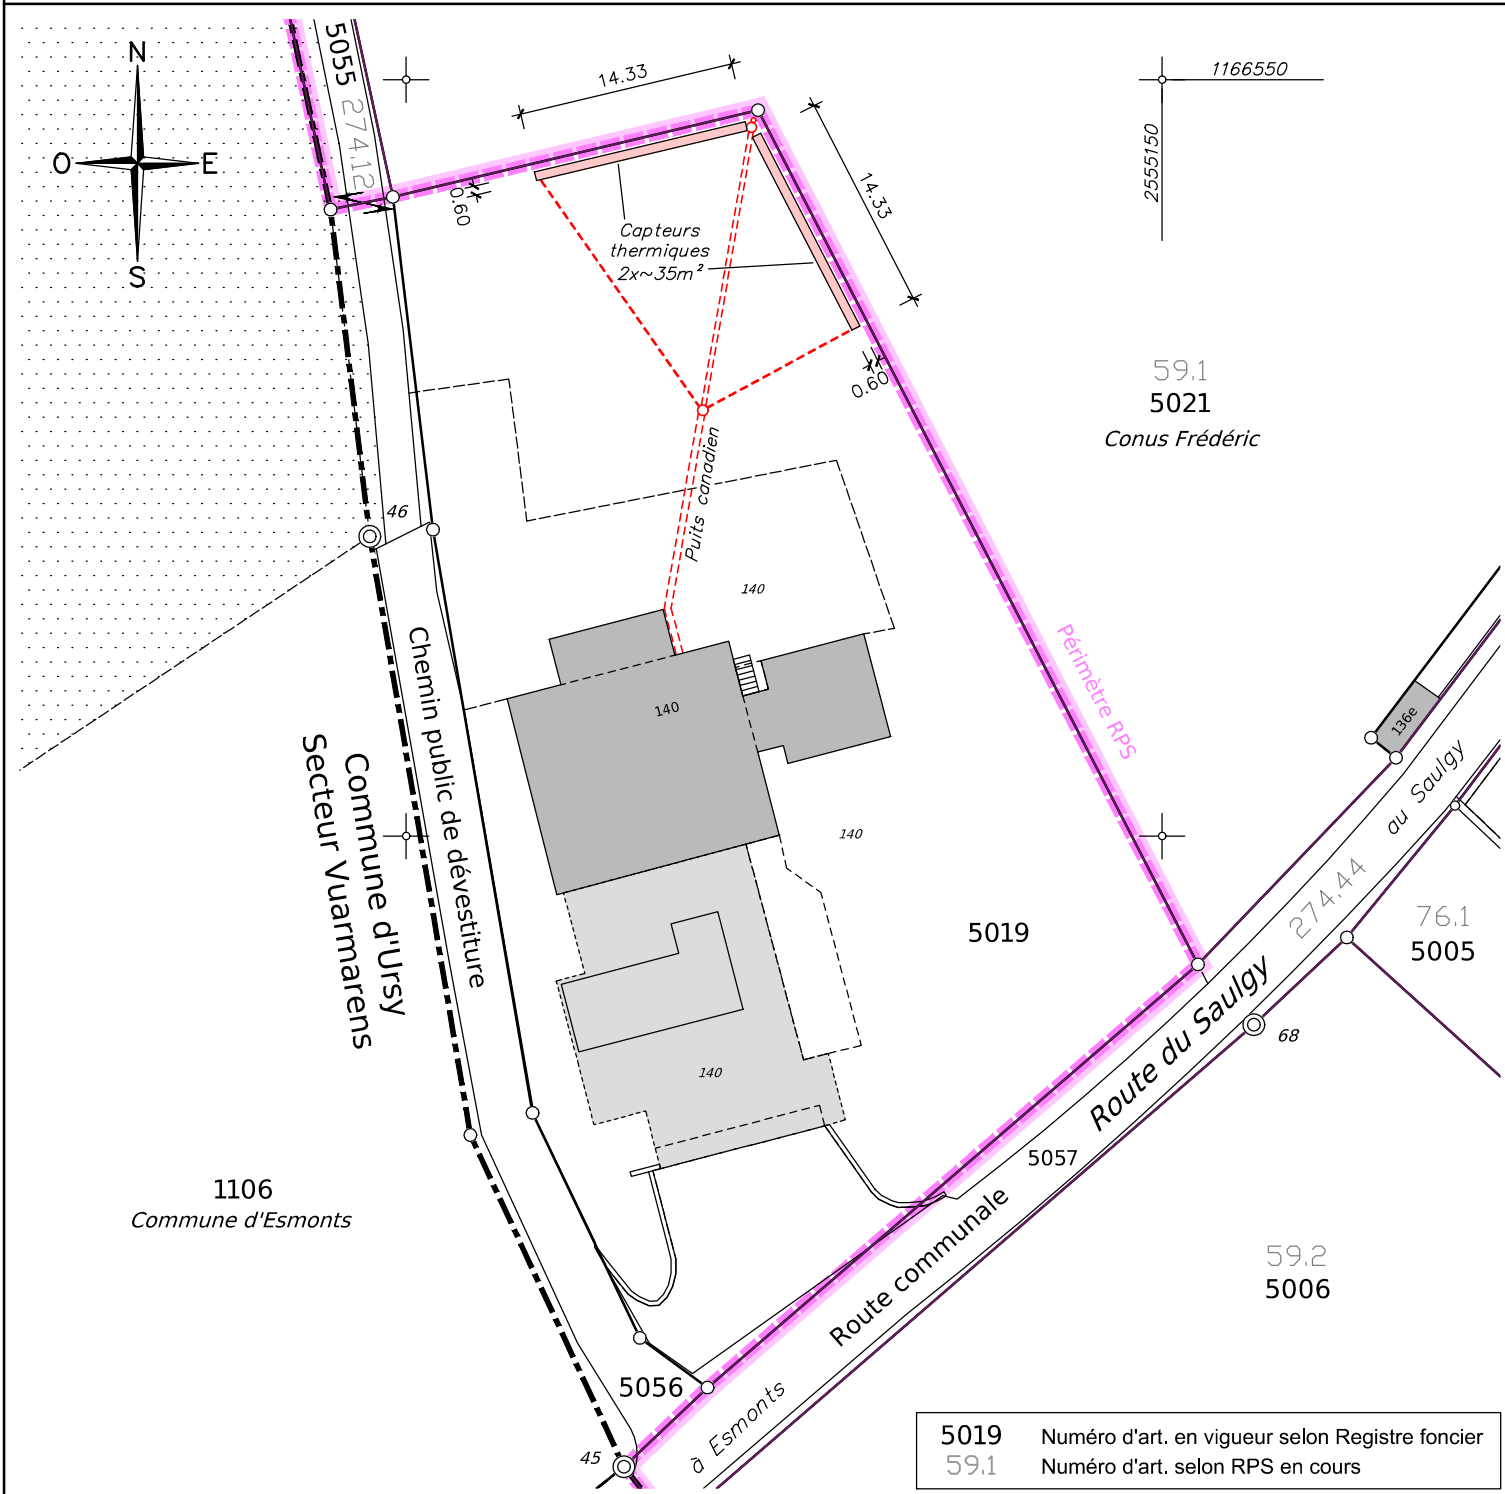 5055
274.12
N
O
E
S
14.33
1166550
2555150
0.60
14.33
Capteurs
thermiques
2x~35m²
0.60
59.1
5021
Conus Frédéric
46
Puits canadien
140
Périmètre RPS
Chemin public de dévestiture
140
136e
au Saulgy
Commune d'Ursy
Secteur Vuarmarens
140
274.44
5019
76.1
5005
Route du Saulgy
68
140
5057
1106
Commune d'Esmonts
Route communale
59.2
5006
5056
à Esmonts
45
5019 Numéro d'art. en vigueur selon Registre foncier
59.1 Numéro d'art. selon RPS en cours